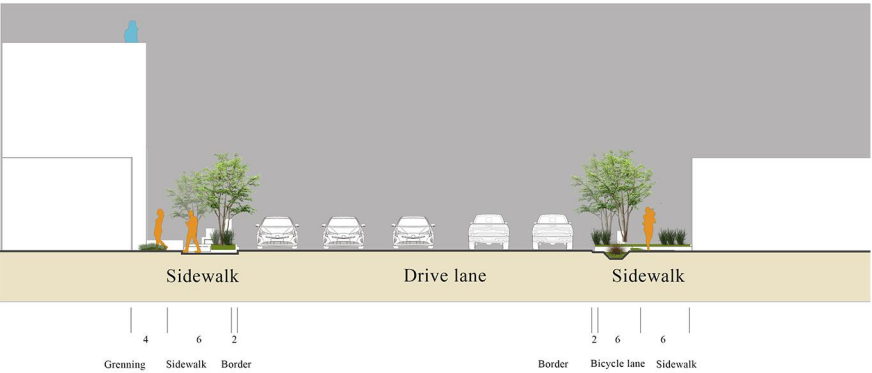 Sidewalk Drive lane Sidewalk
4 6 2 2 6 6
Grenning Sidewalk Border Border Bicycle lane Sidewalk